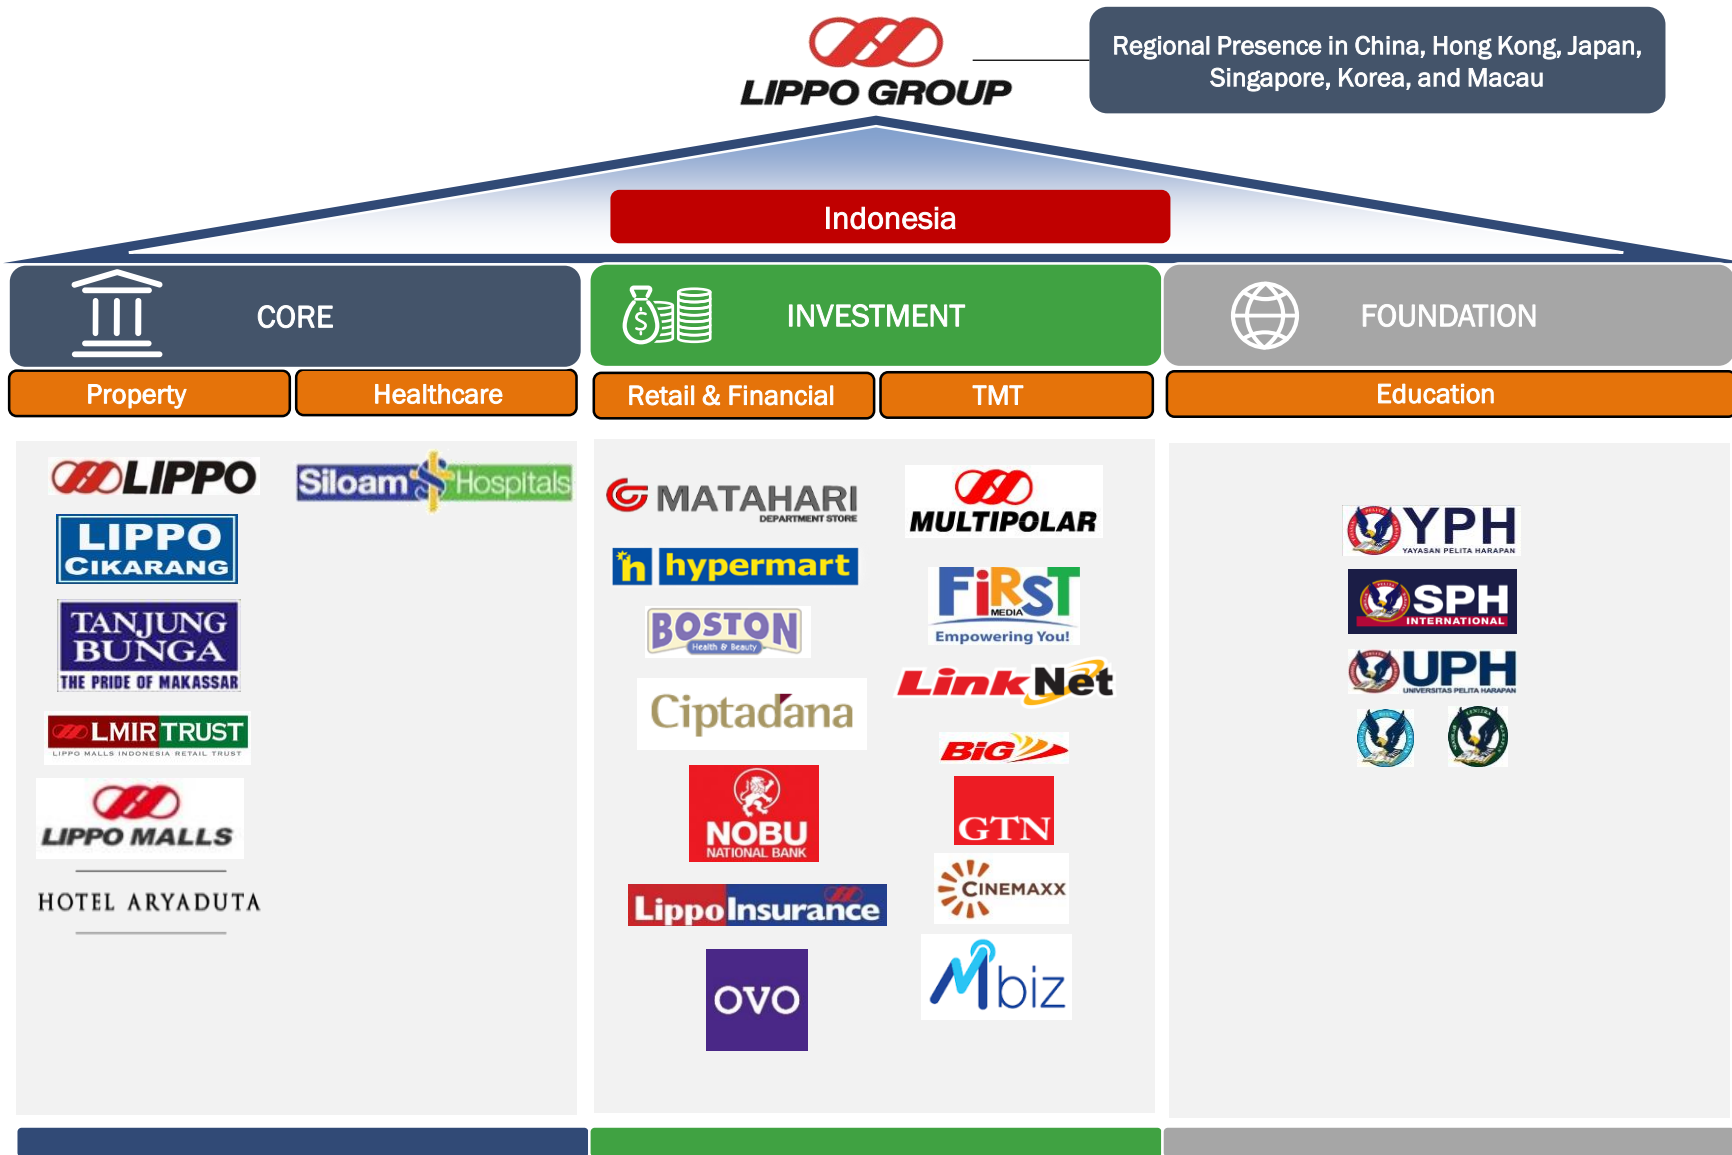 LIPPO GROUP
Regional Presence in China, Hong Kong, Japan,
Singapore, Korea, and Macau
Indonesia
CORE
INVESTMENT
FOUNDATION
Property
Healthcare
Retail & Financial
TMT
Education
LIPPO
LIPPO
CIKARANG
TANJUNG
BUNGA
THE PRIDE OF MAKASSAR
LMIR TRUST
LIPPO MALLS INDONESIA RETAIL TRUST
LIPPO MALLS
HOTEL ARYADUTA
Siloam Hospitals
MATAHARI
DEPARTMENT STORE
h hypermart
BOSTON
Health & Beauty
Ciptadana
NOBU
NATIONAL BANK
LippoInsurance
OVO
MULTIPOLAR
FiRST
MEDIA
Empowering You!
LinkNet
BiG
GTN
CINEMAXX
Mbiz
YPH
YAYASAN PELITA HARAPAN
SPH
INTERNATIONAL
UPH
UNIVERSITAS PELITA HARAPAN